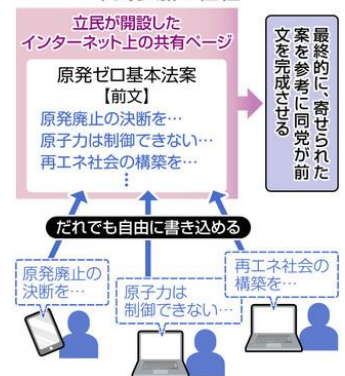 立民が開設した
インターネット上の共有ページ
原発ゼロ基本法案
【前文】
原発廃止の決断を…
原子力は制御できない…
再エネ社会の構築を…
⋮
最終的に、寄せられた
案を参考に同党が前
文を完成させる
だれでも自由に書き込める
原発廃止の
決断を…
原子力は
制御できない…
再エネ社会の
構築を…